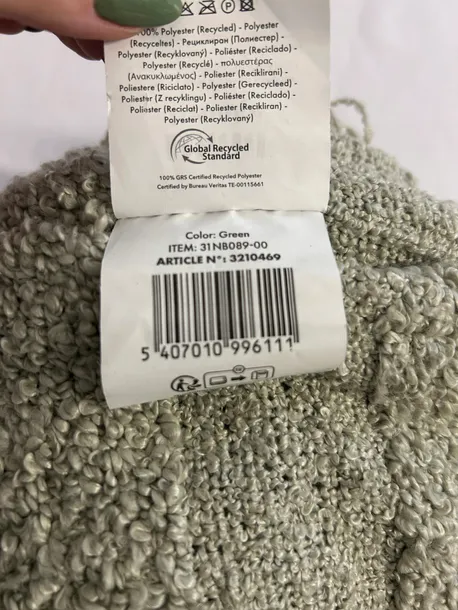 100% Polyester (Recycled) - Polyester
(Recyceltes) - Рециклиран (Полиестер) -
Polyester (Recyklovaný) - Poliéster (Reciclado) -
Polyester (Recyclé) - πολυεστέρας
(Ανακυκλωμένος) - Polyester (Reciklirani) -
Poliestere (Riciclato) - Polyester (Gerecycleerd) -
Poliester (Z recyklingu) - Poliéster (Reciclado) -
Poliester (Reciclat) - Poliester (Recikliran) -
Polyester (Recyklovaný)
Global Recycled
Standard
100% GRS Certified Recycled Polyester
Certified by Bureau Veritas TE-00115661
Color: Green
ITEM: 31NB089-00
ARTICLE N°: 3210469
5 407010 996111